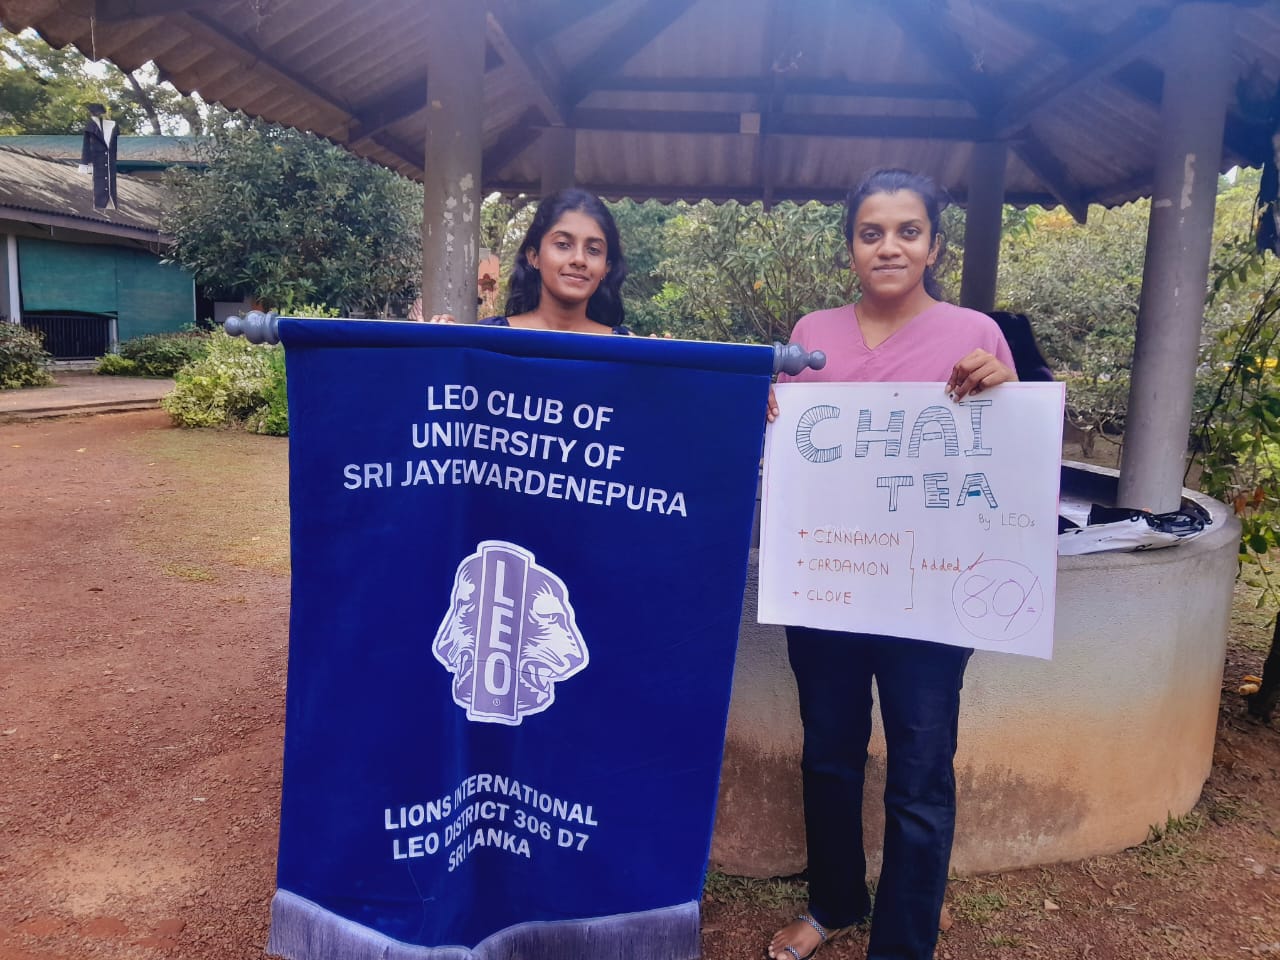 LEO CLUB OF
UNIVERSITY OF
SRI JAYEWARDENEPURA
LEO
®
LIONS INTERNATIONAL
LEO DISTRICT 306 D7
SRI LANKA
CHAI
TEA
By LEOs
+ CINNAMON
+ CARDAMON
+ CLOVE
Added ✓
80/=